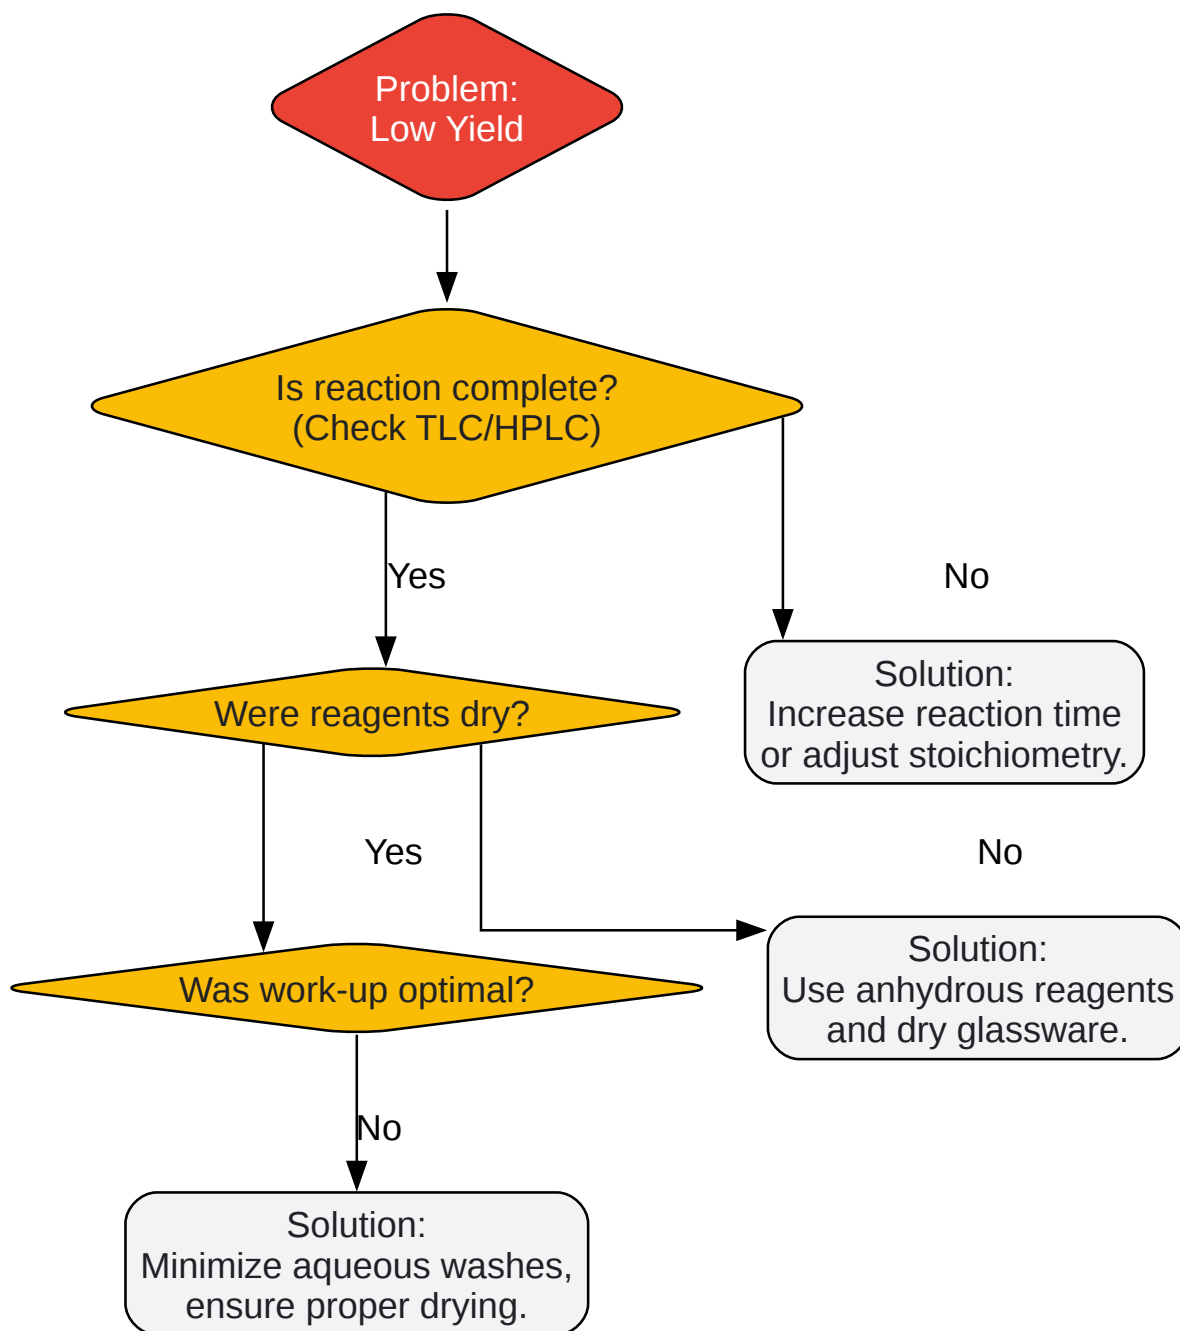 Problem:
Low Yield
Is reaction complete?
(Check TLC/HPLC)
Yes
No
Solution:
Increase reaction time
or adjust stoichiometry.
Were reagents dry?
Yes
No
Solution:
Use anhydrous reagents
and dry glassware.
Was work-up optimal?
No
Solution:
Minimize aqueous washes,
ensure proper drying.